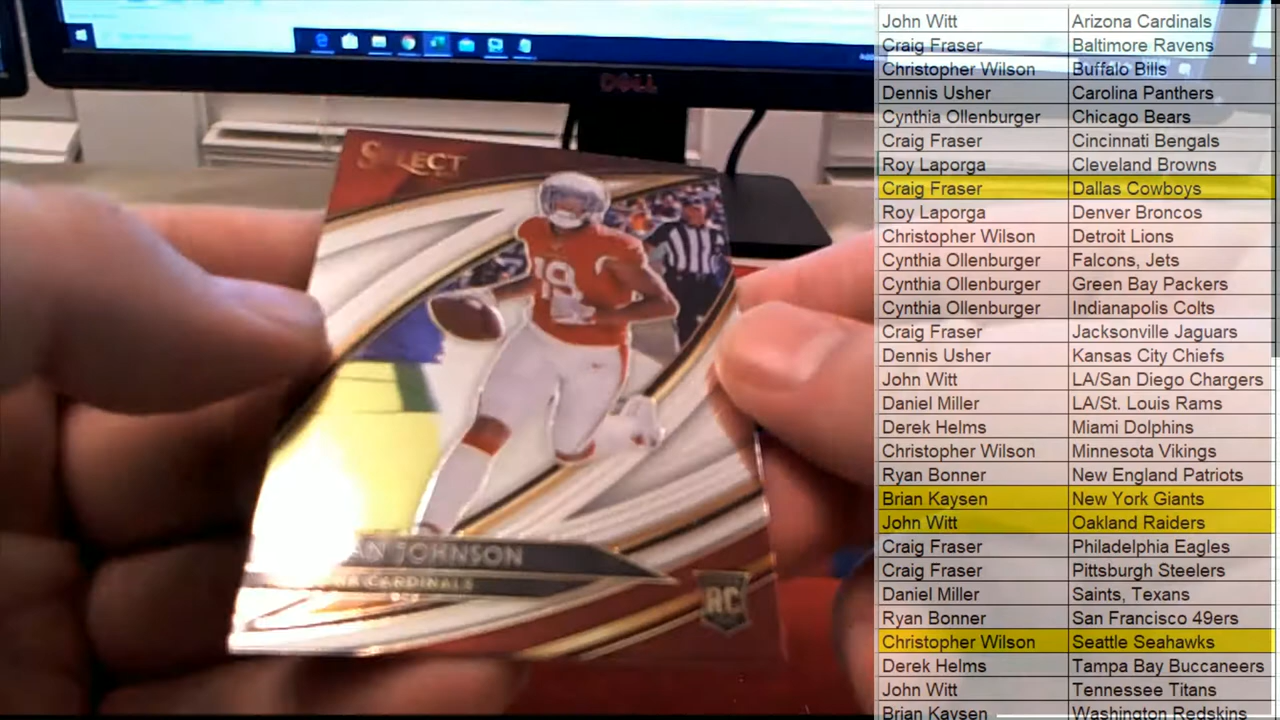 DELL
SELECT
19
JOHNSON
CARDINALS
RC
John Witt Arizona Cardinals
Craig Fraser Baltimore Ravens
Christopher Wilson Buffalo Bills
Dennis Usher Carolina Panthers
Cynthia Ollenburger Chicago Bears
Craig Fraser Cincinnati Bengals
Roy Laporga Cleveland Browns
Craig Fraser Dallas Cowboys
Roy Laporga Denver Broncos
Christopher Wilson Detroit Lions
Cynthia Ollenburger Falcons, Jets
Cynthia Ollenburger Green Bay Packers
Cynthia Ollenburger Indianapolis Colts
Craig Fraser Jacksonville Jaguars
Dennis Usher Kansas City Chiefs
John Witt LA/San Diego Chargers
Daniel Miller LA/St. Louis Rams
Derek Helms Miami Dolphins
Christopher Wilson Minnesota Vikings
Ryan Bonner New England Patriots
Brian Kaysen New York Giants
John Witt Oakland Raiders
Craig Fraser Philadelphia Eagles
Craig Fraser Pittsburgh Steelers
Daniel Miller Saints, Texans
Ryan Bonner San Francisco 49ers
Christopher Wilson Seattle Seahawks
Derek Helms Tampa Bay Buccaneers
John Witt Tennessee Titans
Brian Kaysen Washington Redskins